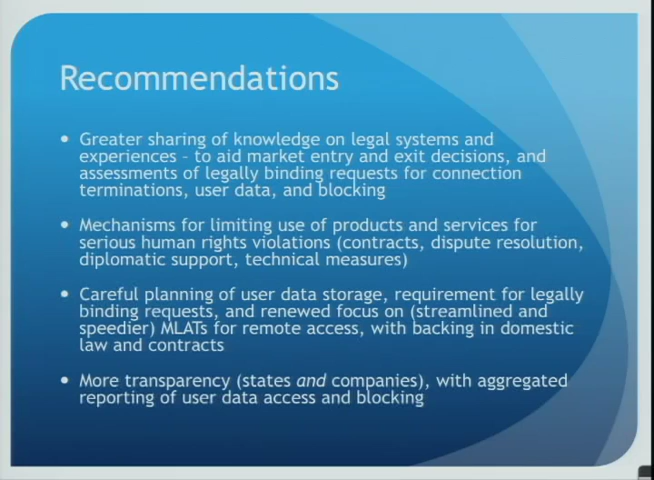 Recommendations
• Greater sharing of knowledge on legal systems and
experiences - to aid market entry and exit decisions, and
assessments of legally binding requests for connection
terminations, user data, and blocking
• Mechanisms for limiting use of products and services for
serious human rights violations (contracts, dispute resolution,
diplomatic support, technical measures)
• Careful planning of user data storage, requirement for legally
binding requests, and renewed focus on (streamlined and
speedier) MLATs for remote access, with backing in domestic
law and contracts
• More transparency (states and companies), with aggregated
reporting of user data access and blocking